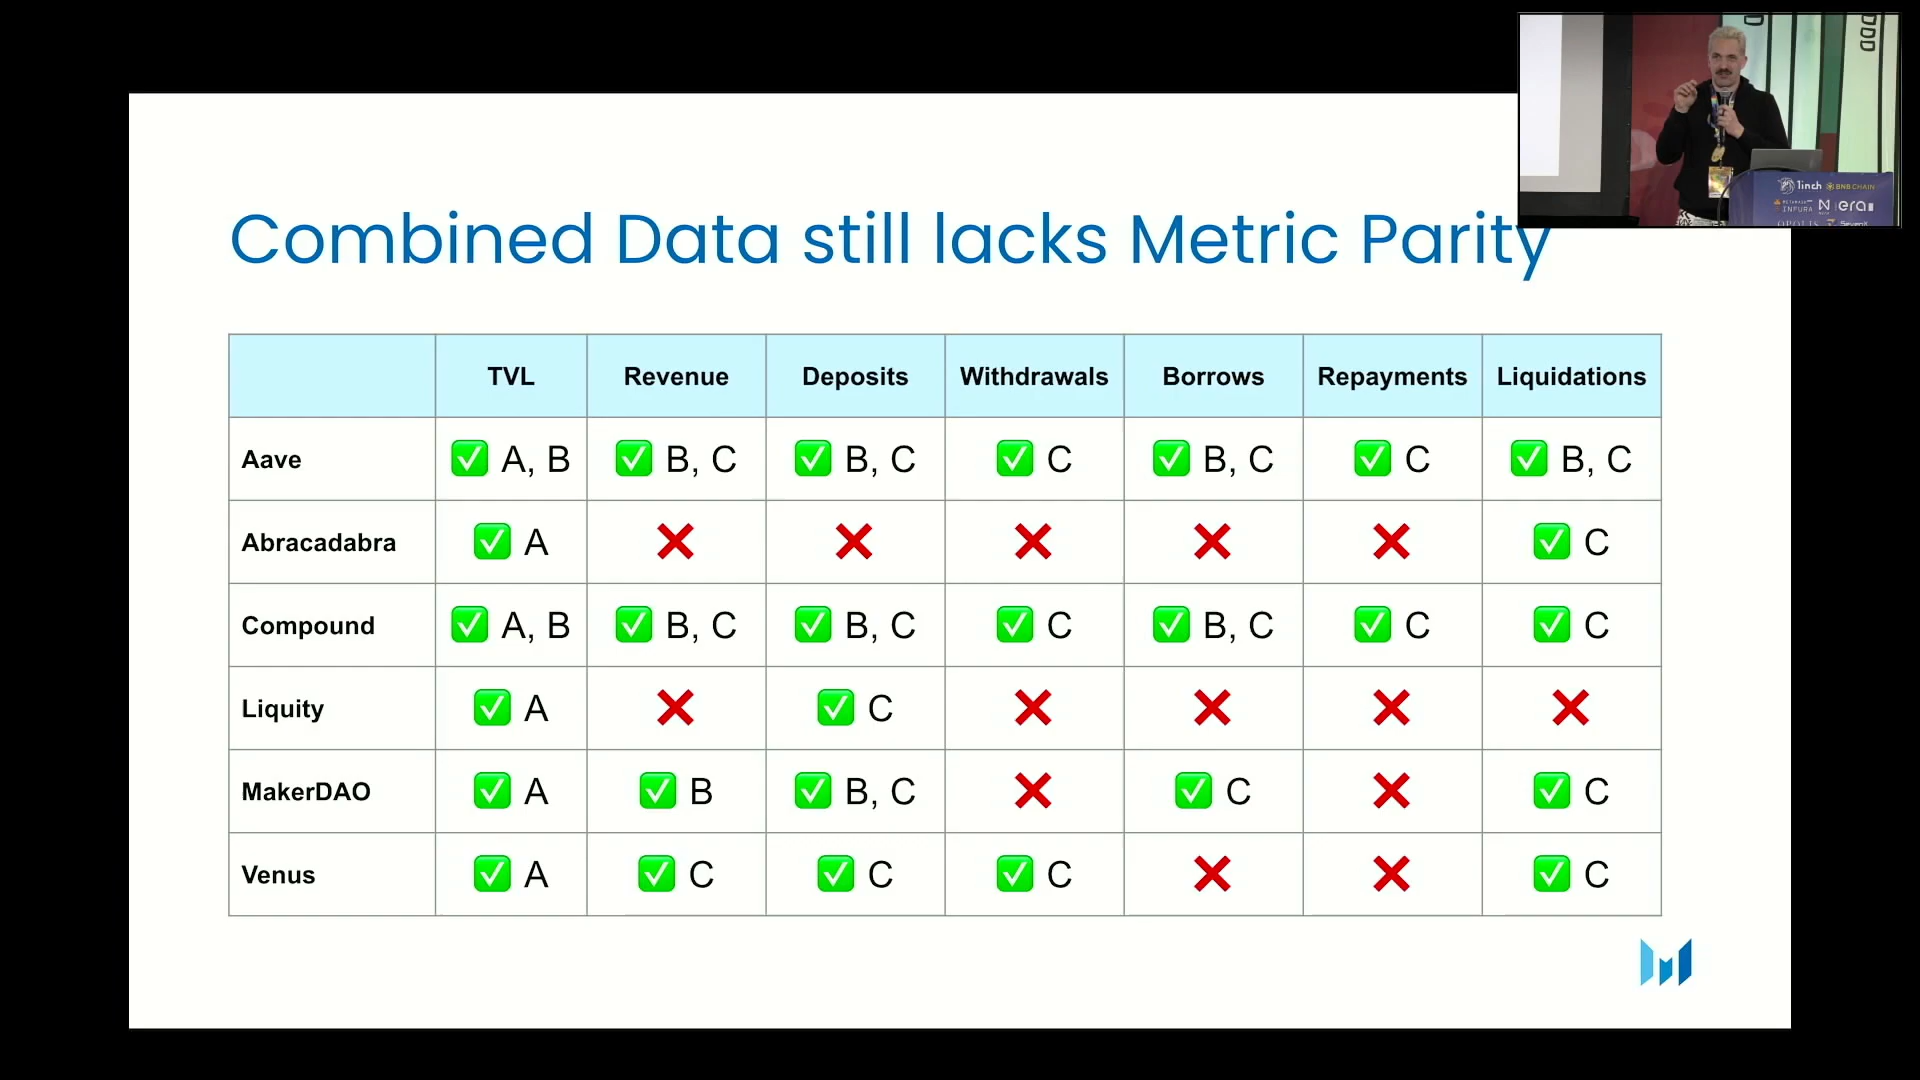 Combined Data still lacks Metric Parity
TVL Revenue Deposits Withdrawals Borrows Repayments Liquidations
Aave ✅ A, B ✅ B, C ✅ B, C ✅ C ✅ B, C ✅ C ✅ B, C
Abracadabra ✅ A ❌ ❌ ❌ ❌ ❌ ✅ C
Compound ✅ A, B ✅ B, C ✅ B, C ✅ C ✅ B, C ✅ C ✅ C
Liquity ✅ A ❌ ✅ C ❌ ❌ ❌ ❌
MakerDAO ✅ A ✅ B ✅ B, C ❌ ✅ C ❌ ✅ C
Venus ✅ A ✅ C ✅ C ✅ C ❌ ❌ ✅ C
1inch BNB CHAIN
INFURA era